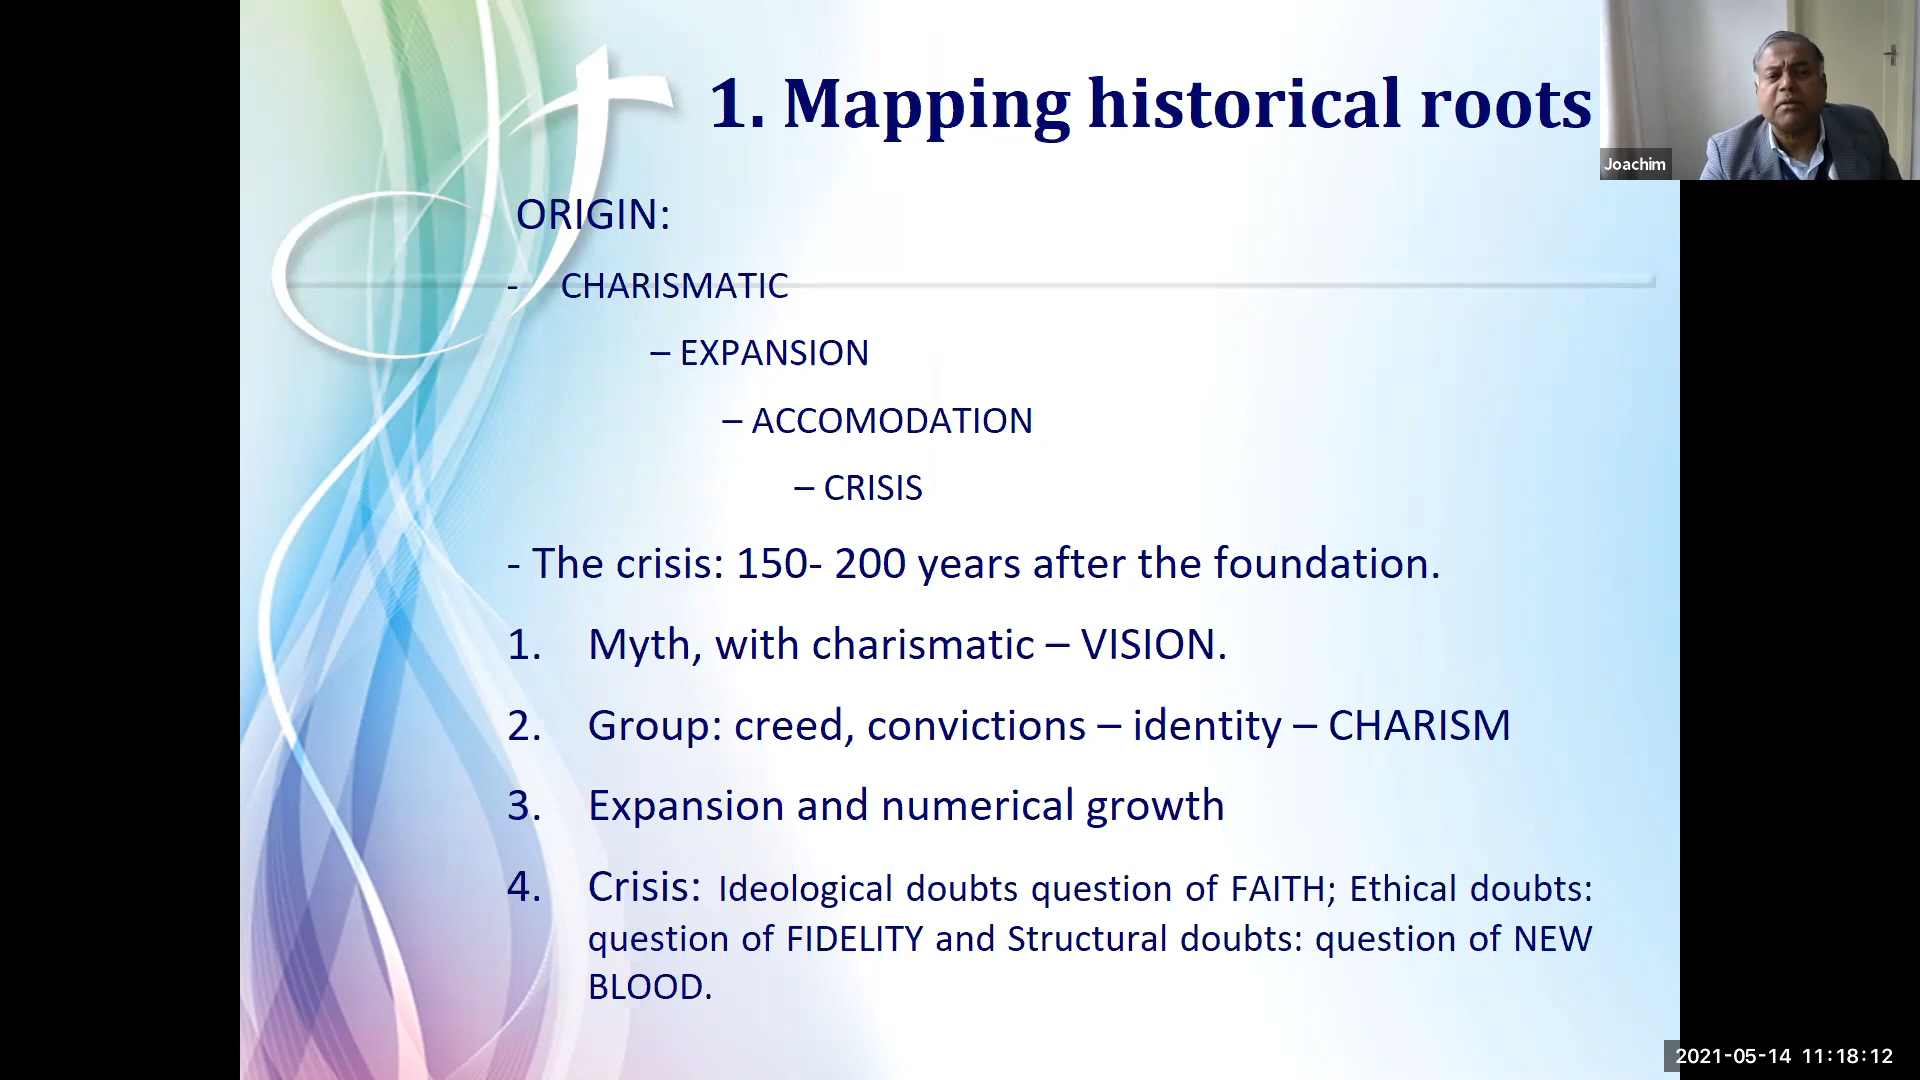 1. Mapping historical roots
Joachim
ORIGIN:
- CHARISMATIC
– EXPANSION
– ACCOMODATION
– CRISIS
- The crisis: 150- 200 years after the foundation.
1. Myth, with charismatic – VISION.
2. Group: creed, convictions – identity – CHARISM
3. Expansion and numerical growth
4. Crisis: Ideological doubts question of FAITH; Ethical doubts:
question of FIDELITY and Structural doubts: question of NEW
BLOOD.
2021-05-14 11:18:12